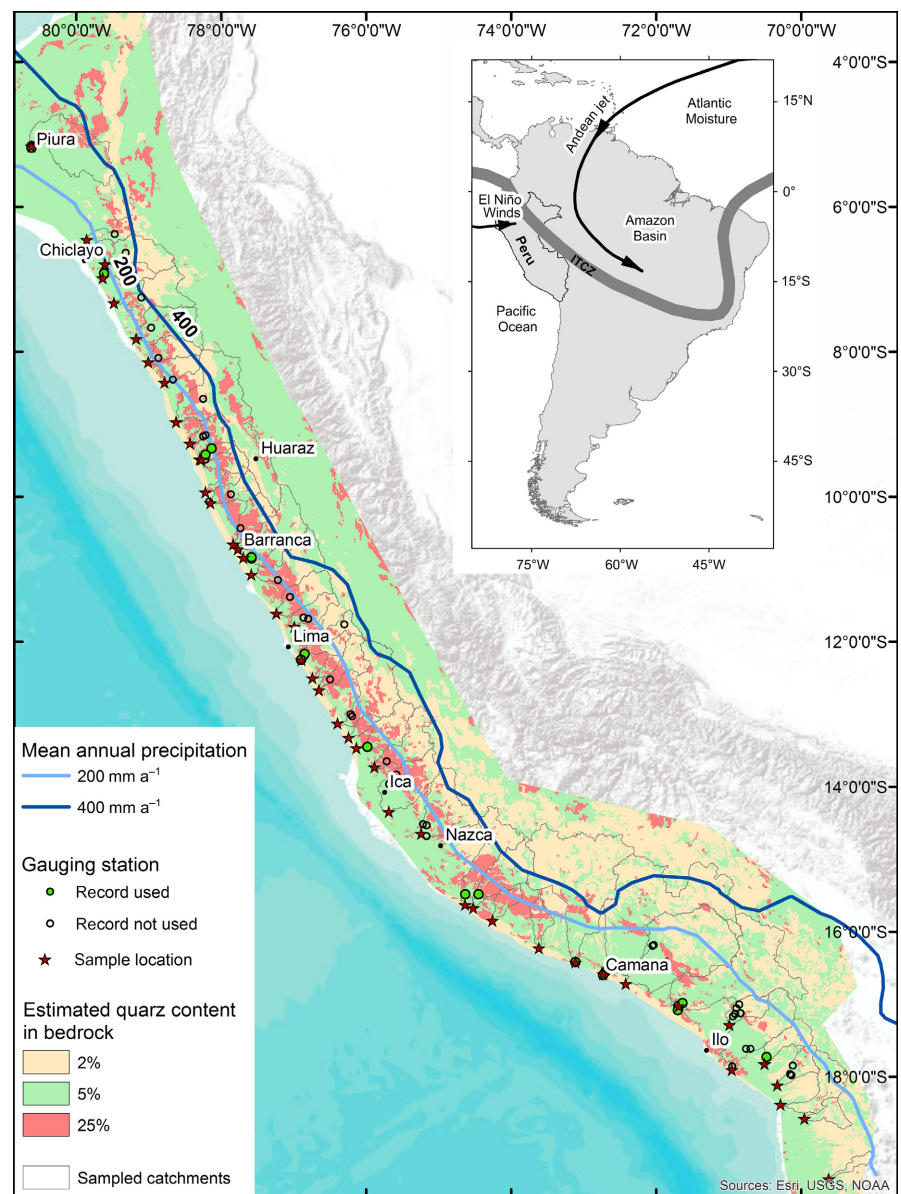 80°0'0"W
78°0'0"W
76°0'0"W
74°0'0"W
72°0'0"W
70°0'0"W
4°0'0"S
6°0'0"S
8°0'0"S
10°0'0"S
12°0'0"S
14°0'0"S
16°0'0"S
18°0'0"S
Piura
Chiclayo
200
400
Huaraz
Barranca
Lima
Ica
Nazca
Camana
Ilo
Atlantic
Moisture
Andean jet
El Niño
Winds
Peru
Amazon
Basin
ITCZ
Pacific
Ocean
15°N
0°
15°S
30°S
45°S
75°W
60°W
45°W
Mean annual precipitation
200 mm a⁻¹
400 mm a⁻¹
Gauging station
Record used
Record not used
Sample location
Estimated quarz content
in bedrock
2%
5%
25%
Sampled catchments
Sources: Esri, USGS, NOAA